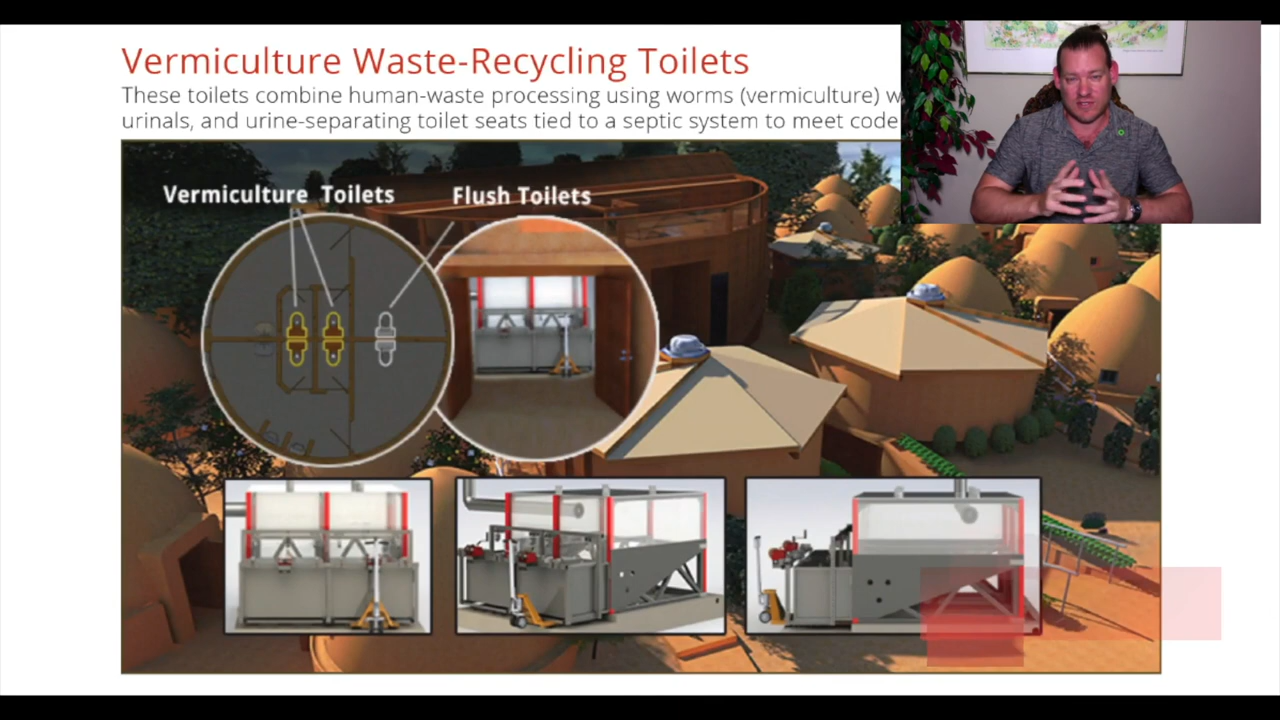 Vermiculture Waste-Recycling Toilets
These toilets combine human-waste processing using worms (vermiculture) w
urinals, and urine-separating toilet seats tied to a septic system to meet code
Vermiculture Toilets
Flush Toilets